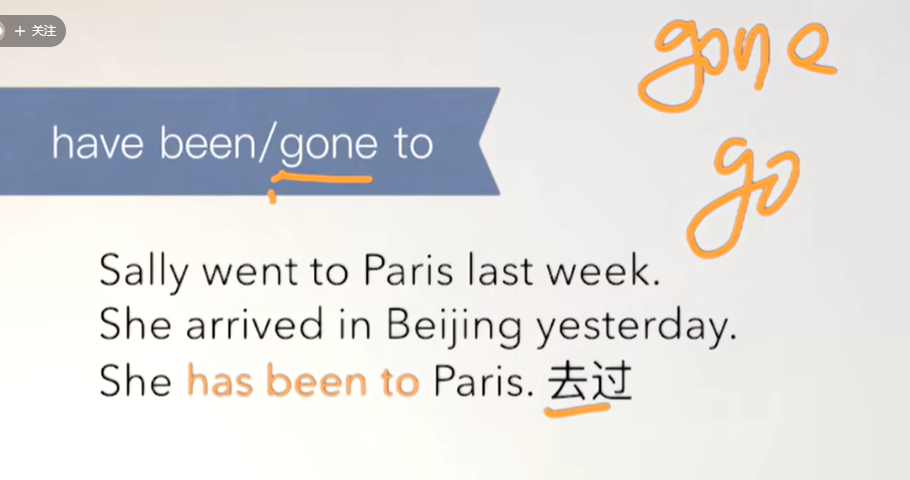 + 关注
gone
have been/gone to
go
Sally went to Paris last week.
She arrived in Beijing yesterday.
She has been to Paris. 去过